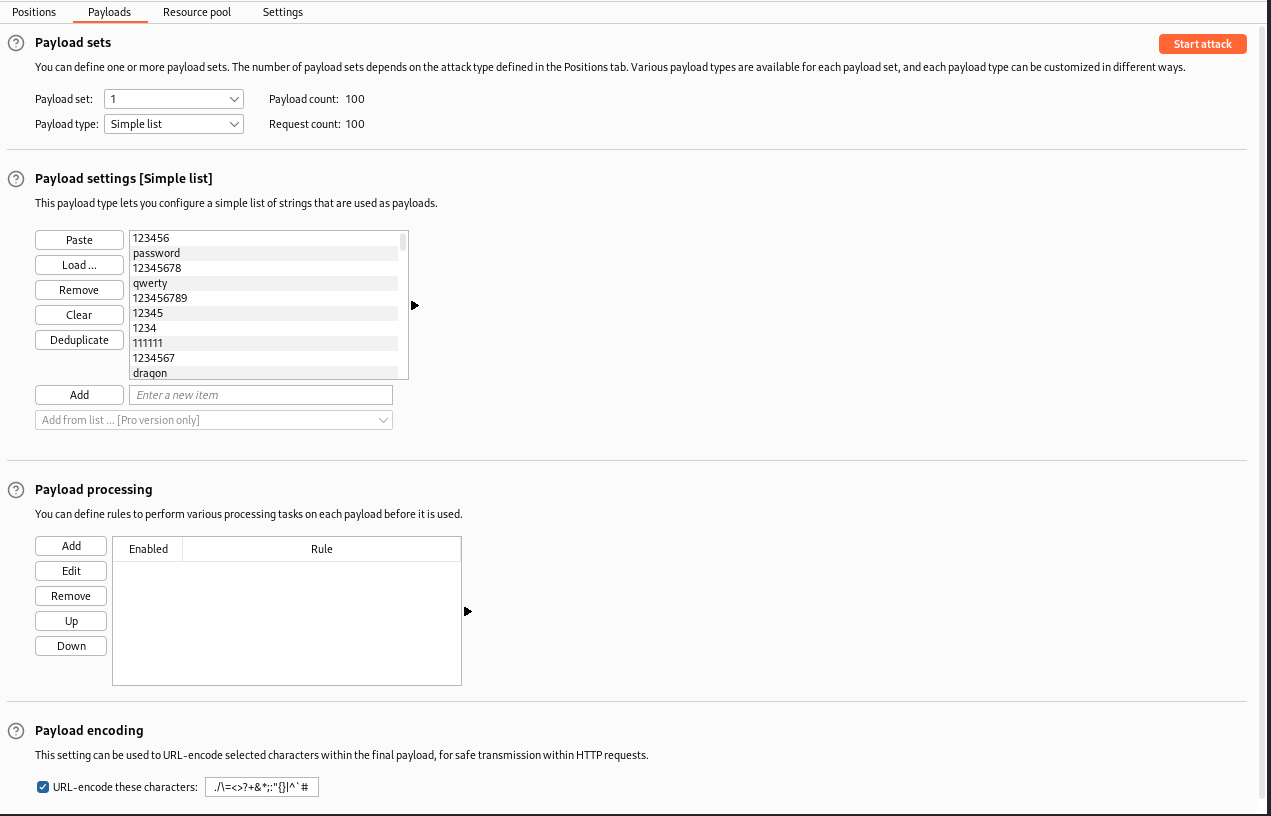 Positions Payloads Resource pool Settings
Payload sets
Start attack
You can define one or more payload sets. The number of payload sets depends on the attack type defined in the Positions tab. Various payload types are available for each payload set, and each payload type can be customized in different ways.
Payload set: 1 Payload count: 100
Payload type: Simple list Request count: 100
Payload settings [Simple list]
This payload type lets you configure a simple list of strings that are used as payloads.
Paste
Load ...
Remove
Clear
Deduplicate
123456
password
12345678
qwerty
123456789
12345
1234
111111
1234567
dragon
Add Enter a new item
Add from list ... [Pro version only]
Payload processing
You can define rules to perform various processing tasks on each payload before it is used.
Add
Edit
Remove
Up
Down
Enabled Rule
Payload encoding
This setting can be used to URL-encode selected characters within the final payload, for safe transmission within HTTP requests.
URL-encode these characters: ./\=<>?+&*;:"{}|^`#